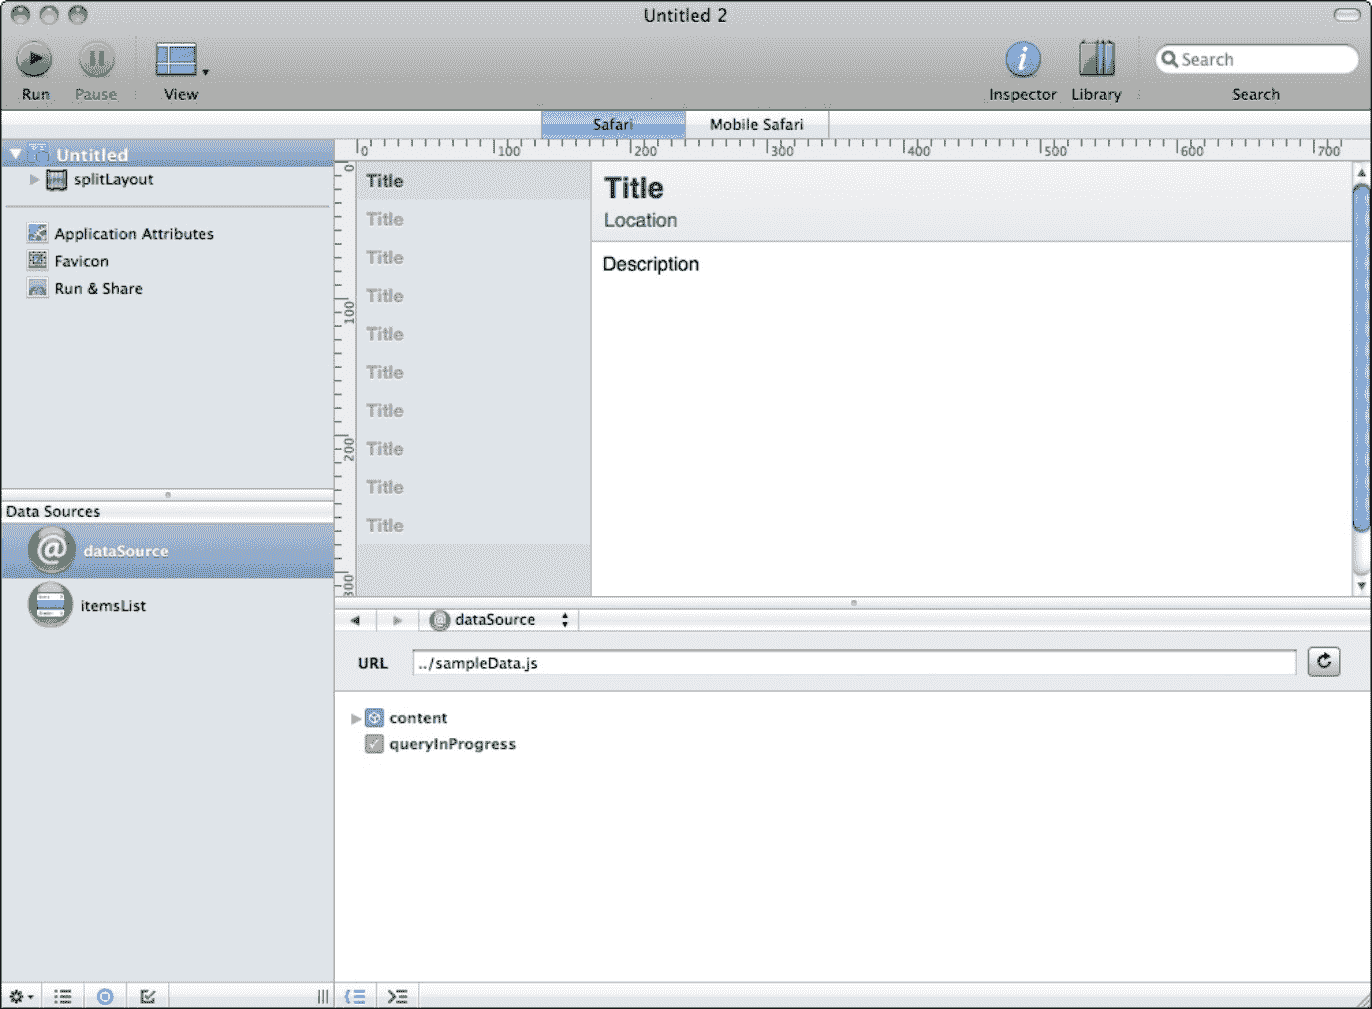 Untitled 2
Run
Pause
View
Inspector
Library
Search
Search
Safari
Mobile Safari
Untitled
splitLayout
Application Attributes
Favicon
Run & Share
Data Sources
@
dataSource
itemsList
0
100
200
300
400
500
600
700
0
100
200
300
Title
Title
Title
Title
Title
Title
Title
Title
Title
Title
Title
Location
Description
dataSource
URL
../sampleData.js
content
queryInProgress